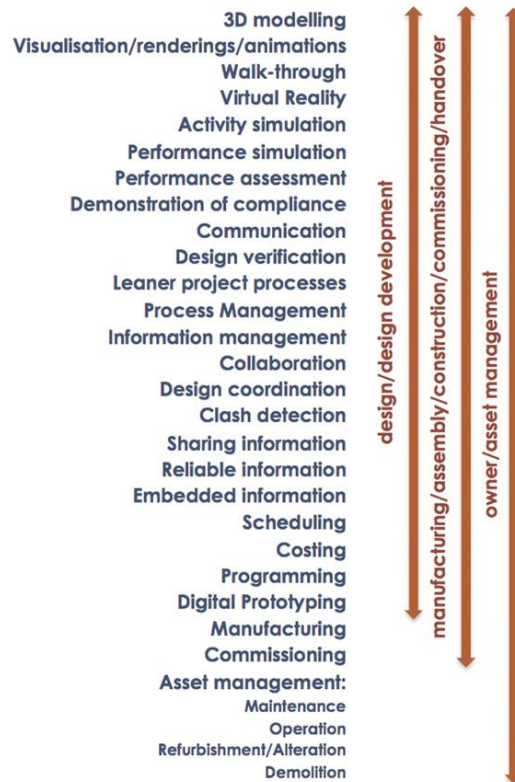 3D modelling
Visualisation/renderings/animations
Walk-through
Virtual Reality
Activity simulation
Performance simulation
Performance assessment
Demonstration of compliance
Communication
Design verification
Leaner project processes
Process Management
Information management
Collaboration
Design coordination
Clash detection
Sharing information
Reliable information
Embedded information
Scheduling
Costing
Programming
Digital Prototyping
Manufacturing
Commissioning
Asset management:
Maintenance
Operation
Refurbishment/Alteration
Demolition
design/design development
manufacturing/assembly/construction/commissioning/handover
owner/asset management